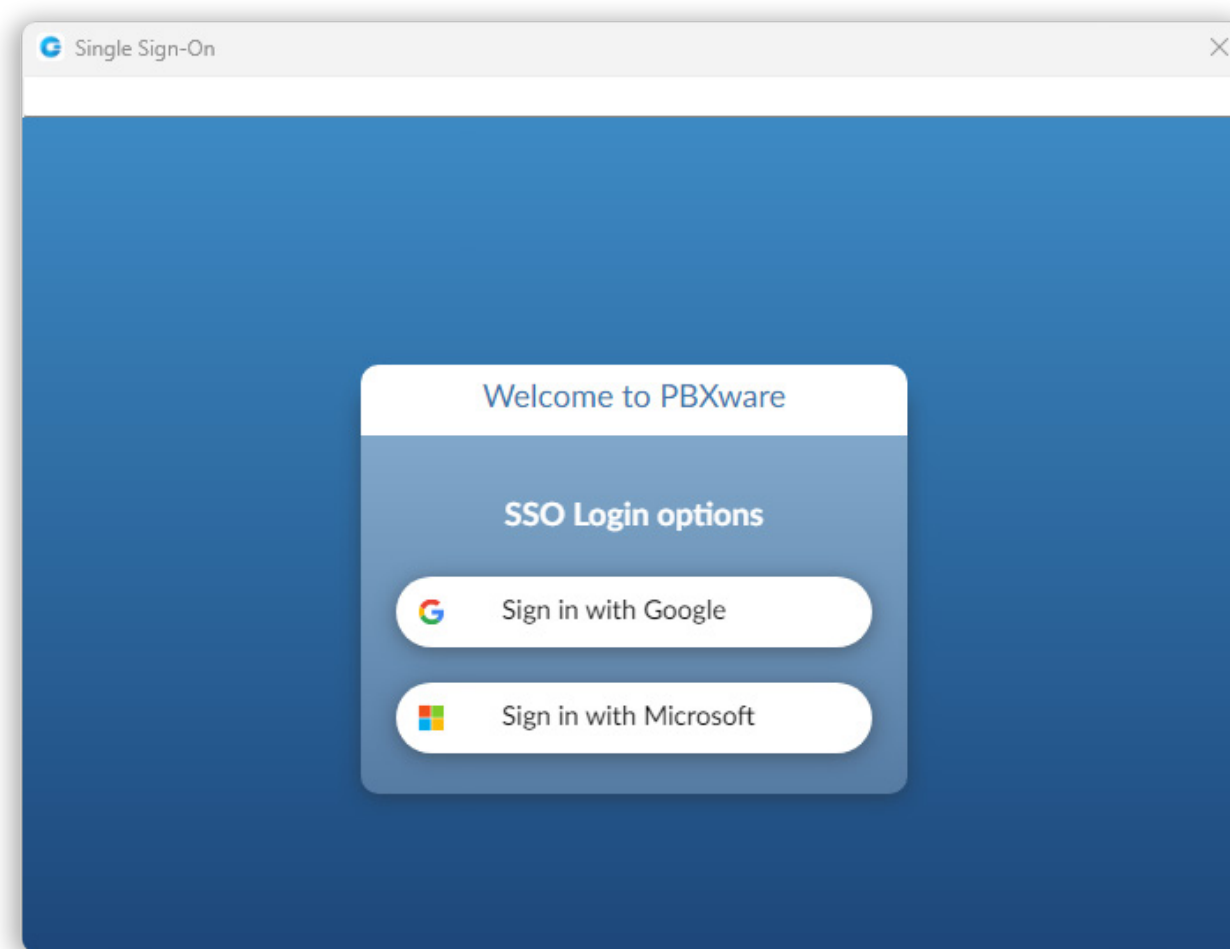 Single Sign-On
Welcome to PBXware
SSO Login options
Sign in with Google
Sign in with Microsoft